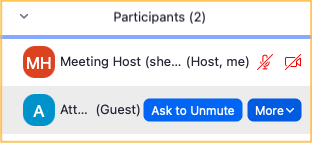 Participants (2)
MH Meeting Host (she... (Host, me)
A Att... (Guest) Ask to Unmute More